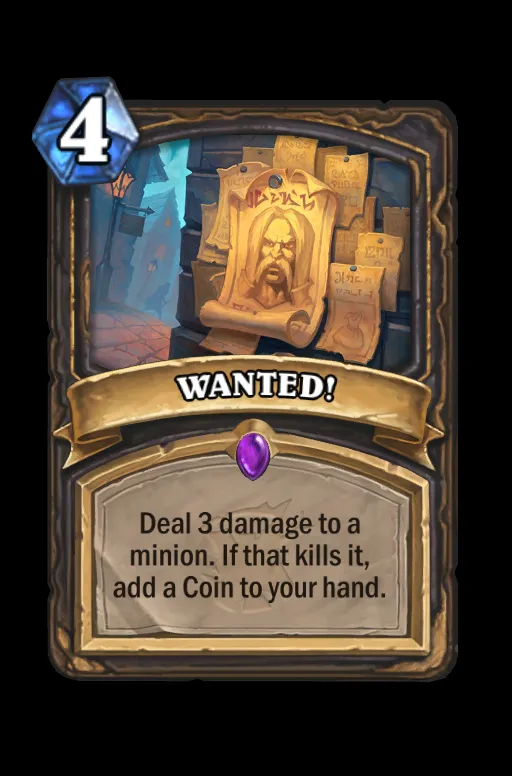 4
WANTED!
Deal 3 damage to a
minion. If that kills it,
add a Coin to your hand.